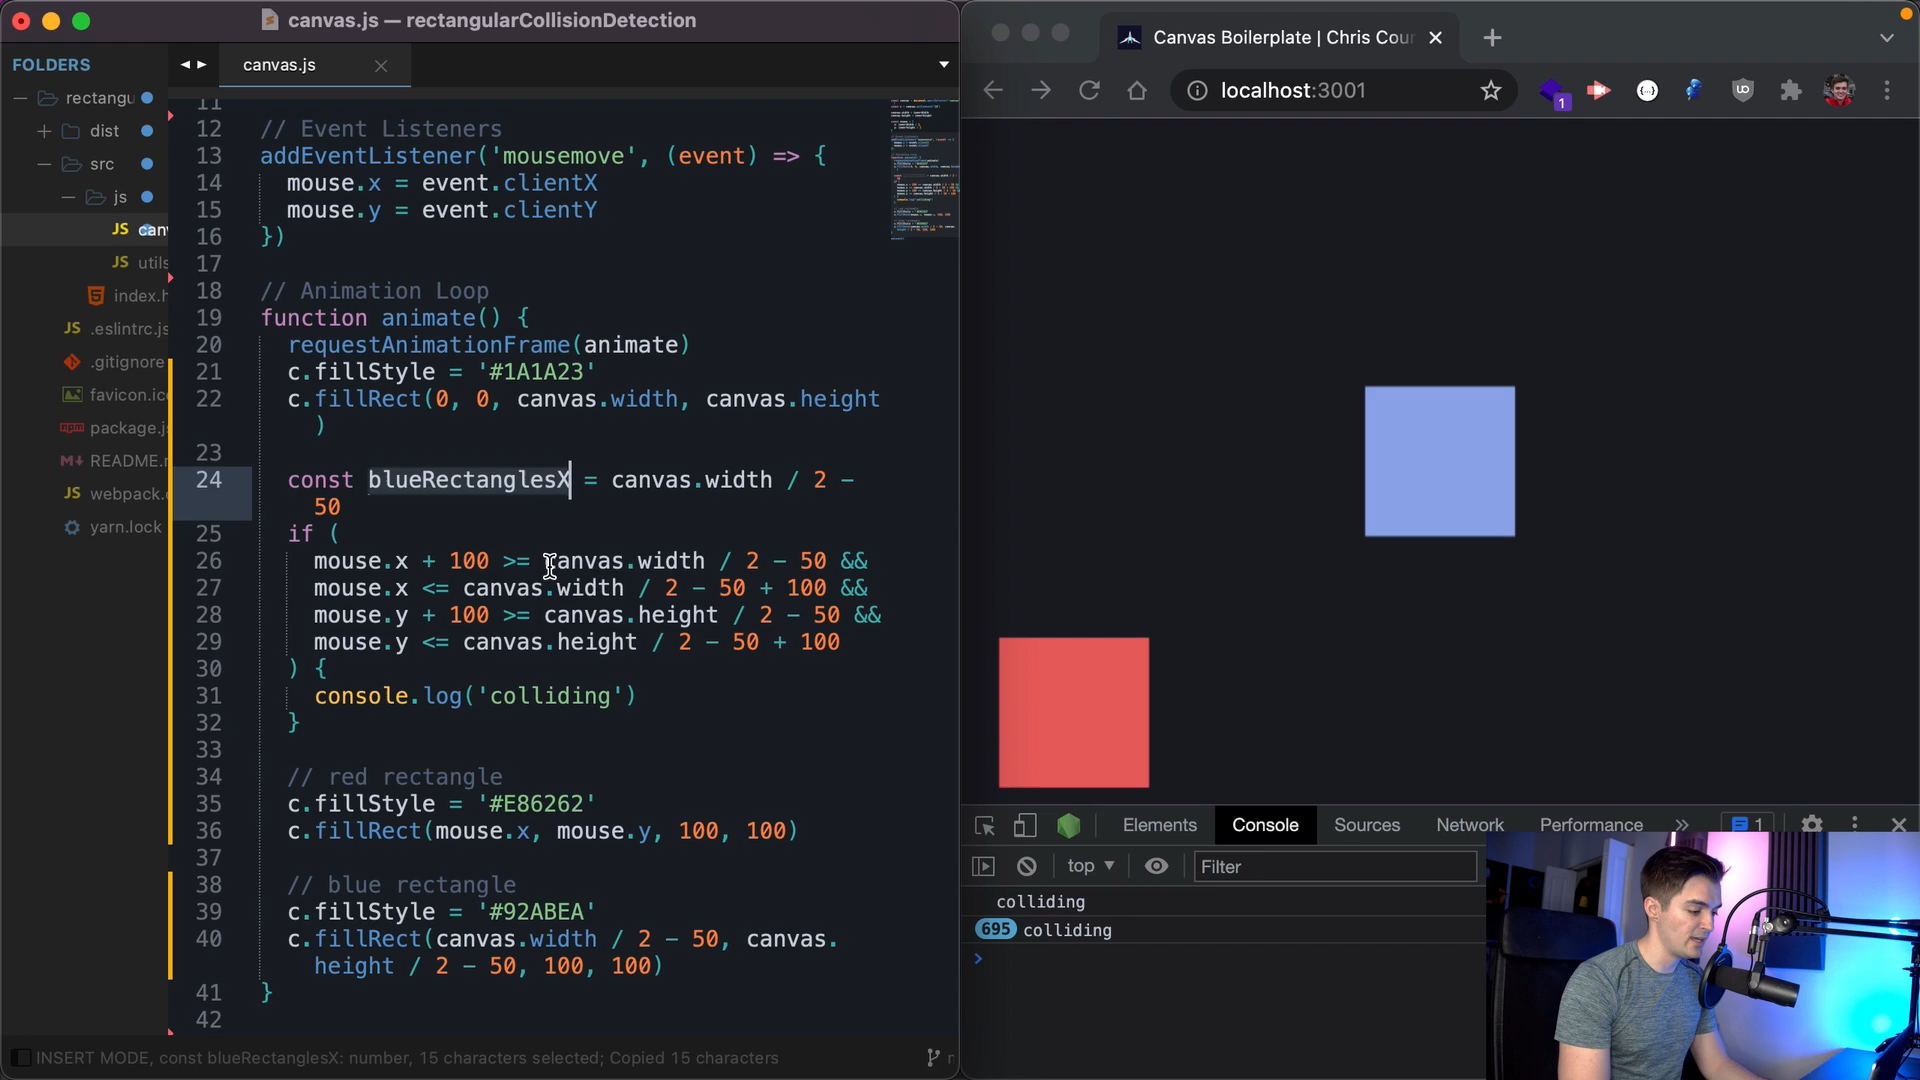 canvas.js — rectangularCollisionDetection
FOLDERS
rectangu
dist
src
js
JS can
JS utils
index.h
JS .eslintrc.js
.gitignore
favicon.ic
package.j
README.
JS webpack.
yarn.lock
canvas.js
11
12 // Event Listeners
13 addEventListener('mousemove', (event) => {
14 mouse.x = event.clientX
15 mouse.y = event.clientY
16 })
17
18 // Animation Loop
19 function animate() {
20 requestAnimationFrame(animate)
21 c.fillStyle = '#1A1A23'
22 c.fillRect(0, 0, canvas.width, canvas.height
)
23
24 const blueRectanglesX = canvas.width / 2 -
50
25 if (
26 mouse.x + 100 >= canvas.width / 2 - 50 &&
27 mouse.x <= canvas.width / 2 - 50 + 100 &&
28 mouse.y + 100 >= canvas.height / 2 - 50 &&
29 mouse.y <= canvas.height / 2 - 50 + 100
30 ) {
31 console.log('colliding')
32 }
33
34 // red rectangle
35 c.fillStyle = '#E86262'
36 c.fillRect(mouse.x, mouse.y, 100, 100)
37
38 // blue rectangle
39 c.fillStyle = '#92ABEA'
40 c.fillRect(canvas.width / 2 - 50, canvas.
height / 2 - 50, 100, 100)
41 }
42
INSERT MODE, const blueRectanglesX: number, 15 characters selected; Copied 15 characters
Canvas Boilerplate | Chris Cour
localhost:3001
1
Elements Console Sources Network Performance » 1
top Filter
colliding
695 colliding